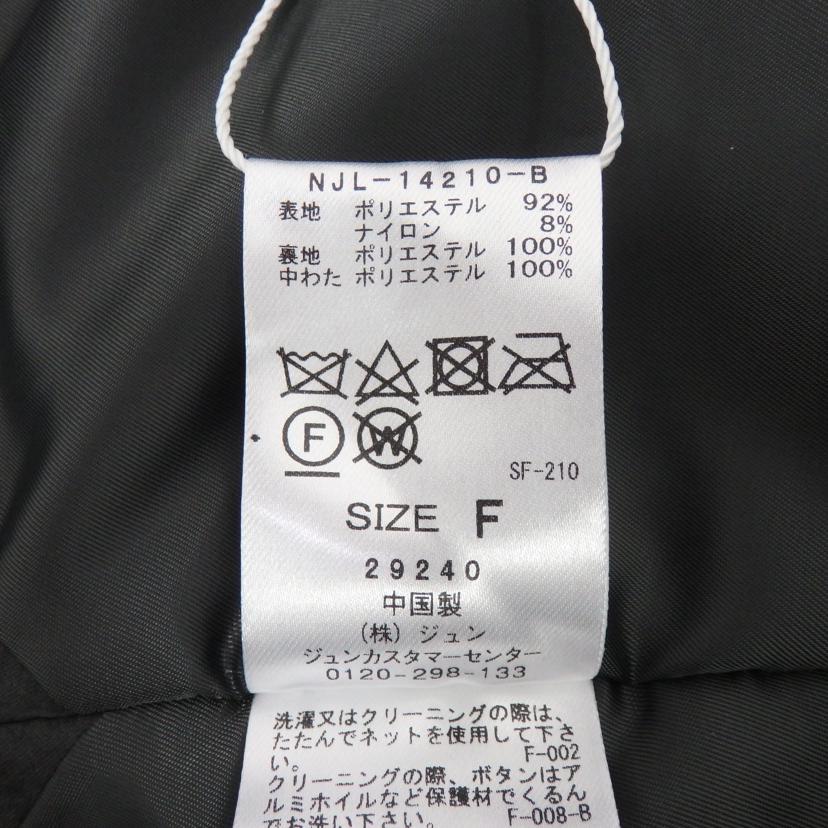 NJL-14210-B
表地 ポリエステル 92%
ナイロン 8%
裏地 ポリエステル 100%
中わた ポリエステル 100%
F W
SF-210
SIZE F
29240
中国製
(株) ジュン
ジュンカスタマーセンター
0120-298-133
洗濯又はクリーニングの際は、
たたんでネットを使用して下さ
い。 F-002
クリーニングの際、ボタンはア
ルミホイルなど保護材でくるん
でお洗い下さい。 F-008-B